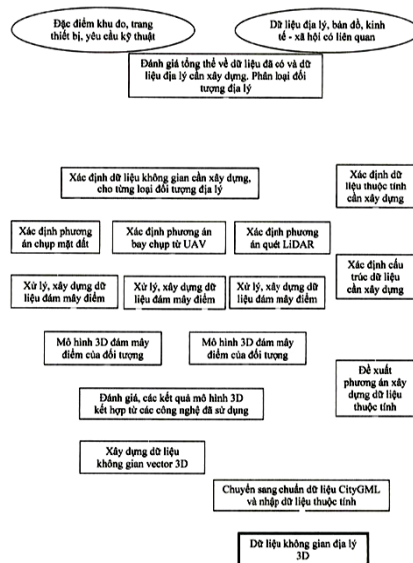 Đặc điểm khu đo, trang
thiết bị, yêu cầu kỹ thuật
Dữ liệu địa lý, bản đồ, kinh
tế - xã hội có liên quan
Đánh giá tổng thể về dữ liệu đã có và dữ
liệu địa lý cần xây dựng. Phân loại đối
tượng địa lý
Xác định dữ liệu không gian cần xây dựng,
cho từng loại đối tượng địa lý
Xác định dữ
liệu thuộc tính
cần xây dựng
Xác định phương
án chụp mặt đất
Xác định phương án
bay chụp từ UAV
Xác định phương
án quét LiDAR
Xác định cấu
trúc dữ liệu
cần xây dựng
Xử lý, xây dựng dữ
liệu đám mây điểm
Xử lý, xây dựng dữ
liệu đám mây điểm
Xử lý, xây dựng dữ
liệu đám mây điểm
Mô hình 3D đám mây
điểm của đối tượng
Mô hình 3D đám mây
điểm của đối tượng
Đề xuất
phương án xây
dựng dữ liệu
thuộc tính
Đánh giá, các kết quả mô hình 3D
kết hợp từ các công nghệ đã sử dụng
Xây dựng dữ liệu
không gian vector 3D
Chuyển sang chuẩn dữ liệu CityGML
và nhập dữ liệu thuộc tính
Dữ liệu không gian địa lý
3D